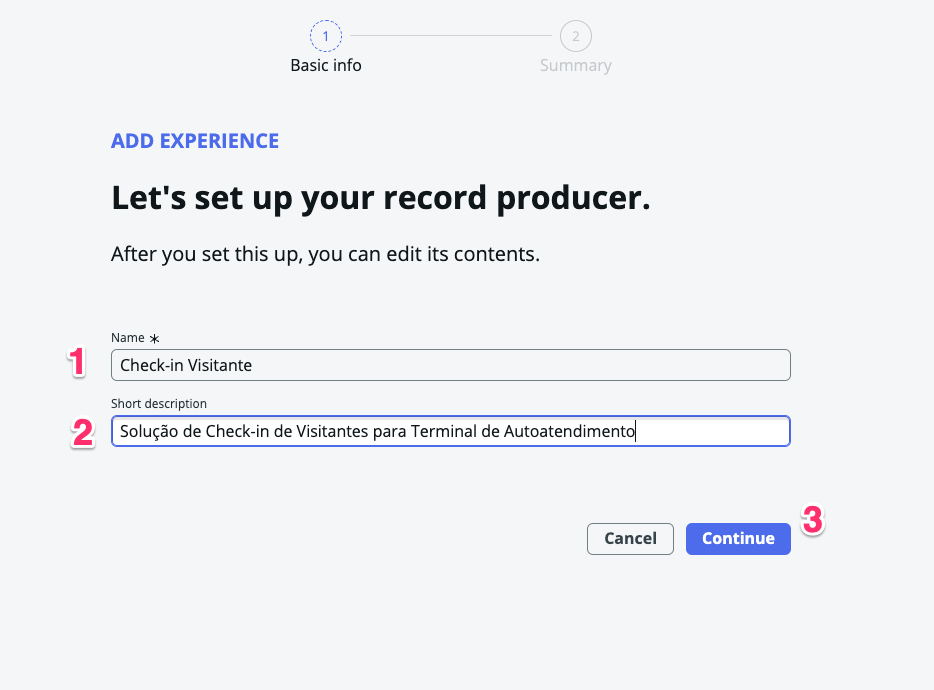 1
2
Basic info
Summary
ADD EXPERIENCE
Let's set up your record producer.
After you set this up, you can edit its contents.
Name *
1
Check-in Visitante
Short description
2
Solução de Check-in de Visitantes para Terminal de Autoatendimento
3
Cancel
Continue